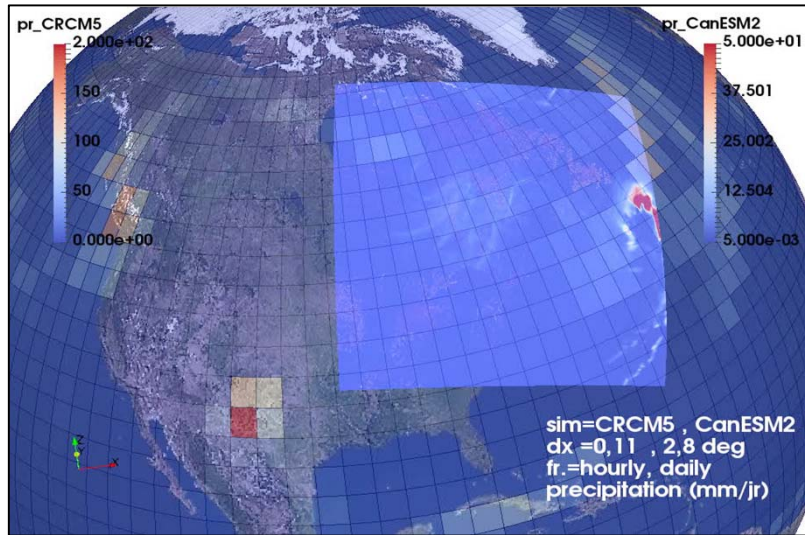 pr_CRCM5
2.000e+02
150
100
50
0.000e+00
pr_CanESM2
5.000e+01
37.501
25.002
12.504
5.000e-03
Z
X
sim=CRCM5 , CanESM2
dx =0,11 , 2,8 deg
fr.=hourly, daily
precipitation (mm/jr)